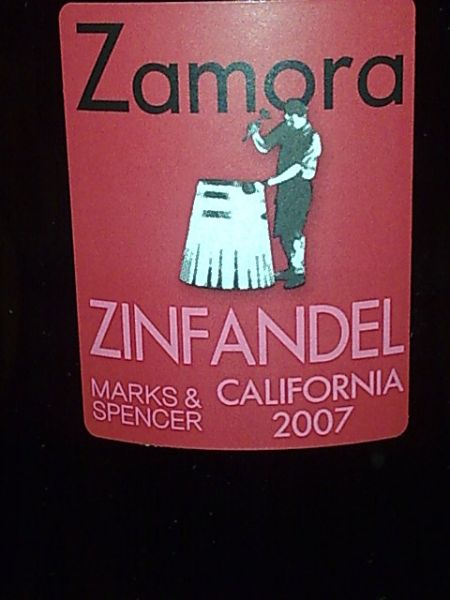 Zamora
ZINFANDEL
MARKS &
SPENCER
CALIFORNIA
2007